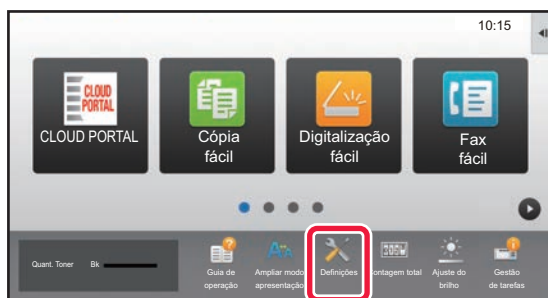 10:15
CLOUD
PORTAL
CLOUD PORTAL
Cópia
fácil
Digitalização
fácil
Fax
fácil
Quant. Toner Bk
Guia de
operação
Ampliar modo
apresentação
Definições
ontagem total
Ajuste do
brilho
Gestão
de tarefas